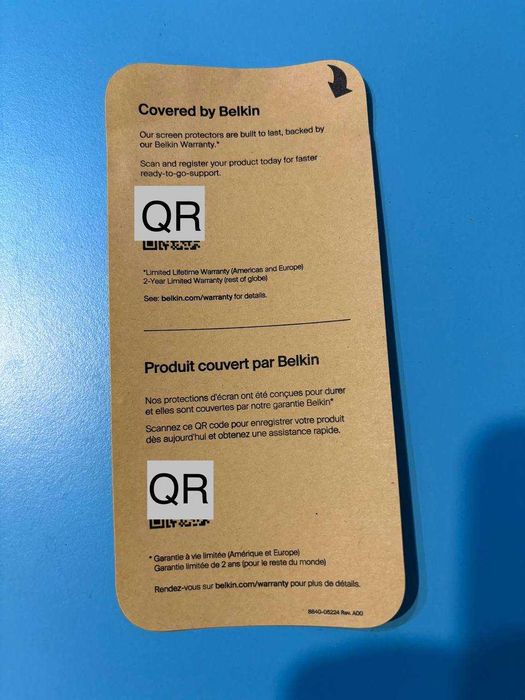 Covered by Belkin
Our screen protectors are built to last, backed by
our Belkin Warranty.*
Scan and register your product today for faster
ready-to-go-support.
QR
*Limited Lifetime Warranty (Americas and Europe)
2-Year Limited Warranty (rest of globe)
See: belkin.com/warranty for details.
Produit couvert par Belkin
Nos protections d'écran ont été conçues pour durer
et elles sont couvertes par notre garantie Belkin*
Scannez ce QR code pour enregistrer votre produit
dès aujourd'hui et obtenez une assistance rapide.
QR
* Garantie à vie limitée (Amérique et Europe)
Garantie limitée de 2 ans (pour le reste du monde)
Rendez-vous sur belkin.com/warranty pour plus de détails.
8840-05224 Rev. A00